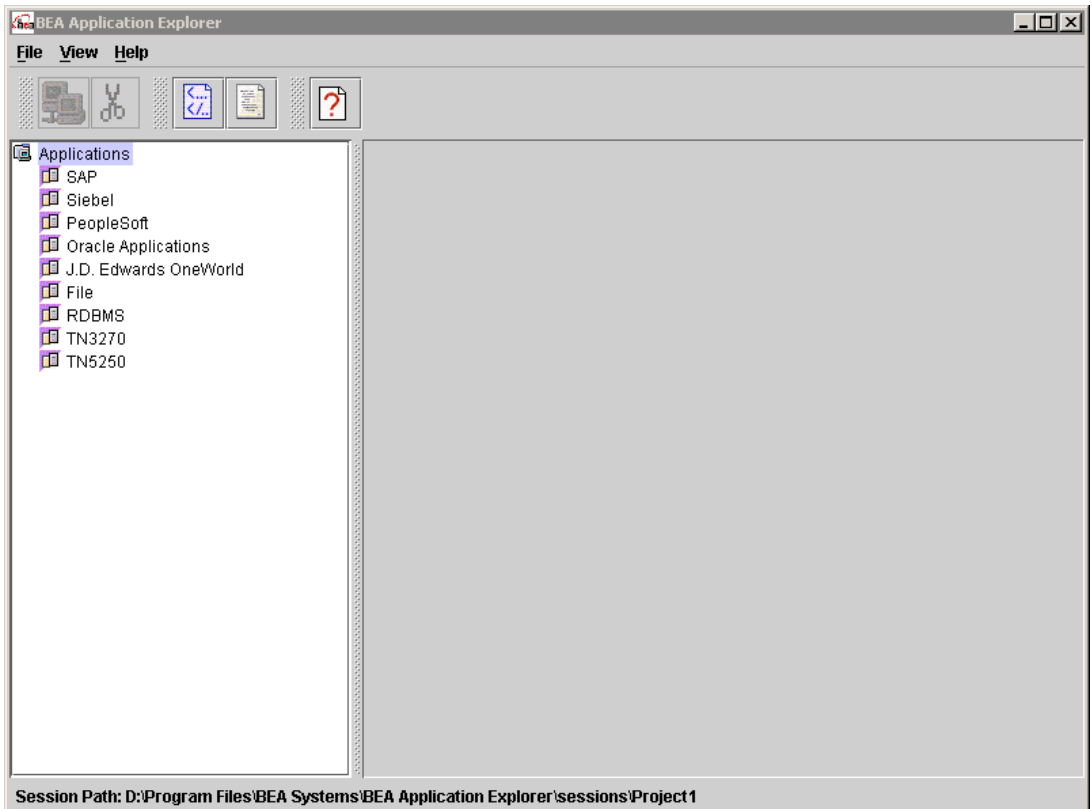 BEA Application Explorer
File View Help
Applications
SAP
Siebel
PeopleSoft
Oracle Applications
J.D. Edwards OneWorld
File
RDBMS
TN3270
TN5250
Session Path: D:\Program Files\BEA Systems\BEA Application Explorer\sessions\Project1